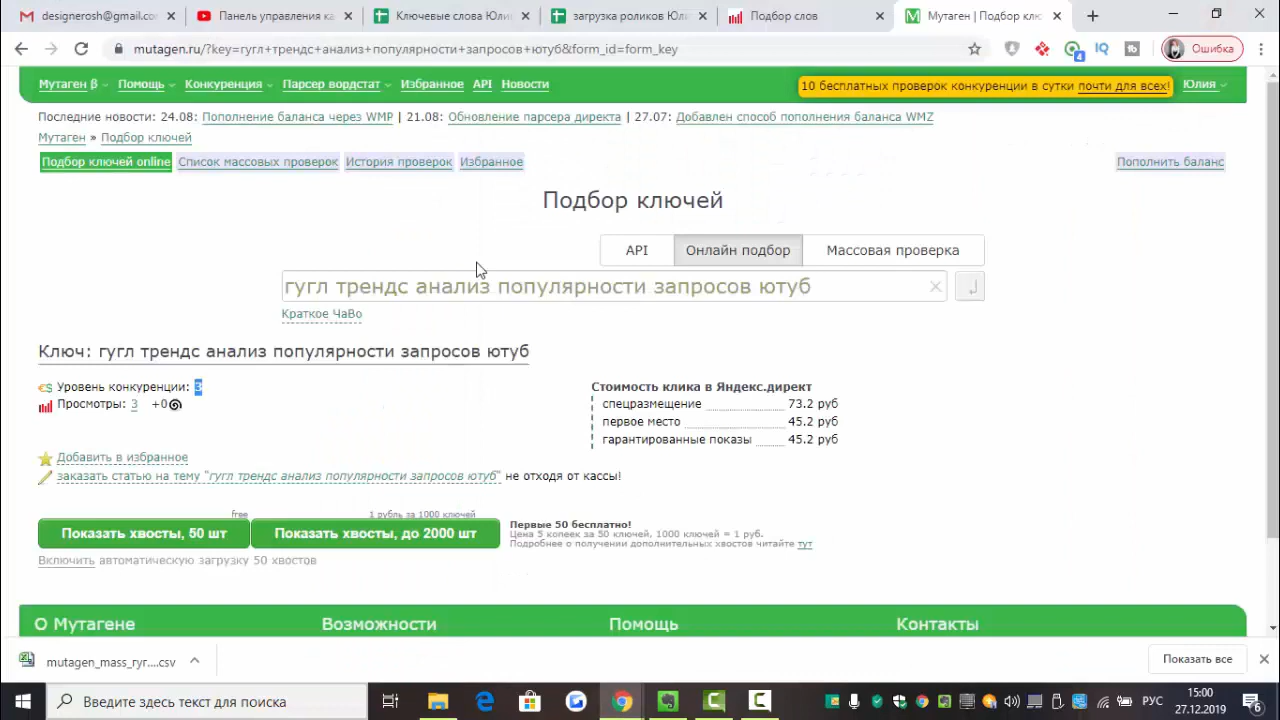 designerosh@gmail.co
Панель управления ка
Ключевые слова Юли
загрузка роликов Юли
Подбор слов
Мутаген | Подбор клю
mutagen.ru/?key=гугл+трендс+анализ+популярности+запросов+ютуб&form_id=form_key
Ошибка
Мутаген β Помощь Конкуренция Парсер вордстат Избранное API Новости
10 бесплатных проверок конкуренции в сутки почти для всех!
Юлия
Последние новости: 24.08: Пополнение баланса через WMP | 21.08: Обновление парсера директа | 27.07: Добавлен способ пополнения баланса WMZ
Мутаген » Подбор ключей
Подбор ключей online Список массовых проверок История проверок Избранное Пополнить баланс
Подбор ключей
API Онлайн подбор Массовая проверка
гугл трендс анализ популярности запросов ютуб
Краткое ЧаВо
Ключ: гугл трендс анализ популярности запросов ютуб
Уровень конкуренции: 3
Просмотры: 3 +0
Стоимость клика в Яндекс.директ
спецразмещение 73.2 руб
первое место 45.2 руб
гарантированные показы 45.2 руб
Добавить в избранное
заказать статью на тему "гугл трендс анализ популярности запросов ютуб" не отходя от кассы!
free
1 рубль за 1000 ключей
Показать хвосты, 50 шт
Показать хвосты, до 2000 шт
Первые 50 бесплатно!
Цена 5 копеек за 50 ключей, 1000 ключей = 1 руб.
Подробнее о получении дополнительных хвостов читайте тут
Включить автоматическую загрузку 50 хвостов
О Мутагене Возможности Помощь Контакты
mutagen_mass_ryr....csv
Показать все
Введите здесь текст для поиска
РУС
15:00
27.12.2019
6